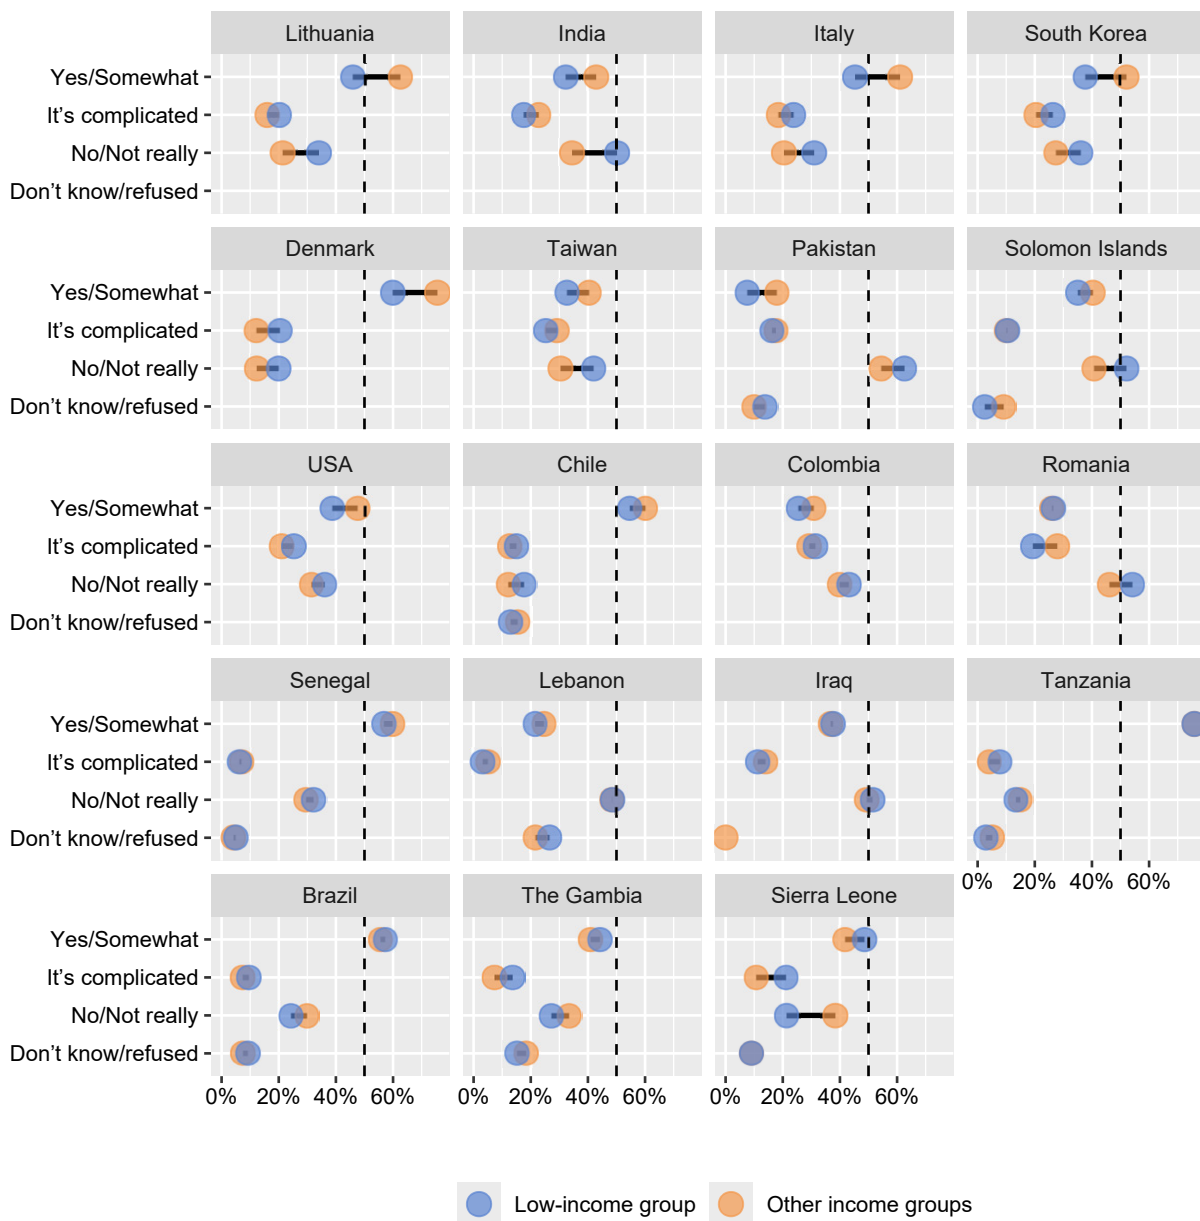 Lithuania India Italy South Korea
Yes/Somewhat
It's complicated
No/Not really
Don't know/refused
Denmark Taiwan Pakistan Solomon Islands
Yes/Somewhat
It's complicated
No/Not really
Don't know/refused
USA Chile Colombia Romania
Yes/Somewhat
It's complicated
No/Not really
Don't know/refused
Senegal Lebanon Iraq Tanzania
Yes/Somewhat
It's complicated
No/Not really
Don't know/refused
0% 20% 40% 60%
Brazil The Gambia Sierra Leone
Yes/Somewhat
It's complicated
No/Not really
Don't know/refused
0% 20% 40% 60% 0% 20% 40% 60% 0% 20% 40% 60%
Low-income group Other income groups